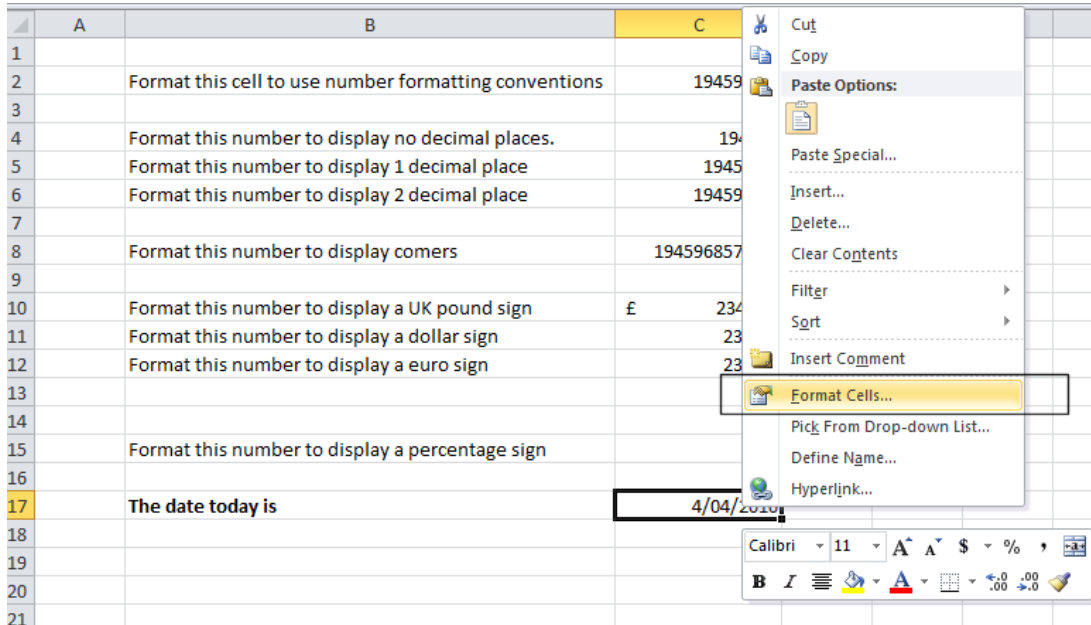 A B C
1
2 Format this cell to use number formatting conventions 19459
3
4 Format this number to display no decimal places. 194
5 Format this number to display 1 decimal place 1945
6 Format this number to display 2 decimal place 19459
7
8 Format this number to display comers 194596857
9
10 Format this number to display a UK pound sign £ 234
11 Format this number to display a dollar sign 23
12 Format this number to display a euro sign 23
13
14
15 Format this number to display a percentage sign
16
17 The date today is 4/04/2010
18
19
20
21
Cut
Copy
Paste Options:
Paste Special...
Insert...
Delete...
Clear Contents
Filter
Sort
Insert Comment
Format Cells...
Pick From Drop-down List...
Define Name...
Hyperlink...
Calibri 11 A A $ % , a
B I A .00 .00